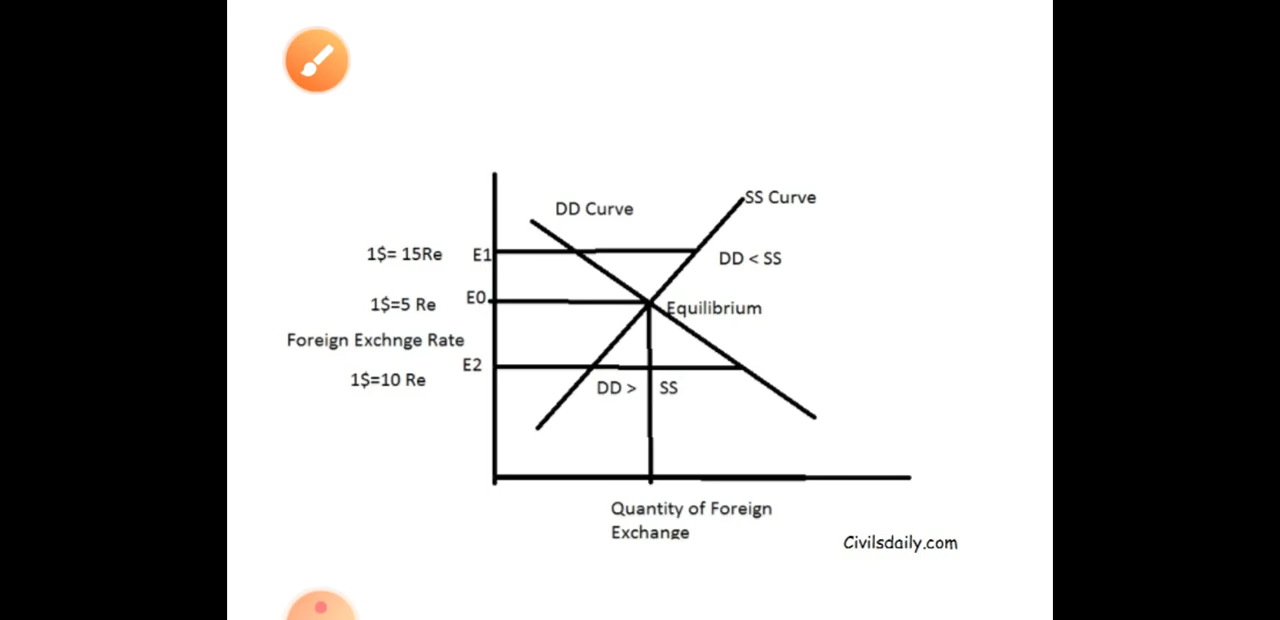 DD Curve
SS Curve
1$= 15Re
E1
DD < SS
E0
1$=5 Re
Equilibrium
Foreign Exchnge Rate
E2
1$=10 Re
DD >
SS
Quantity of Foreign
Exchange
Civilsdaily.com